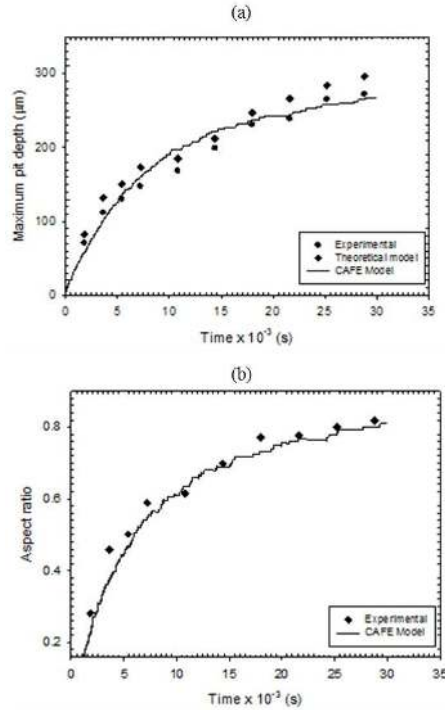 (a)
Maximum pit depth (µm)
300
200
100
0
0 5 10 15 20 25 30 35
Experimental
Theoretical model
CAFE Model
Time x 10⁻³ (s)
(b)
Aspect ratio
0.8
0.6
0.4
0.2
0 5 10 15 20 25 30 35
Experimental
CAFE Model
Time x 10⁻³ (s)